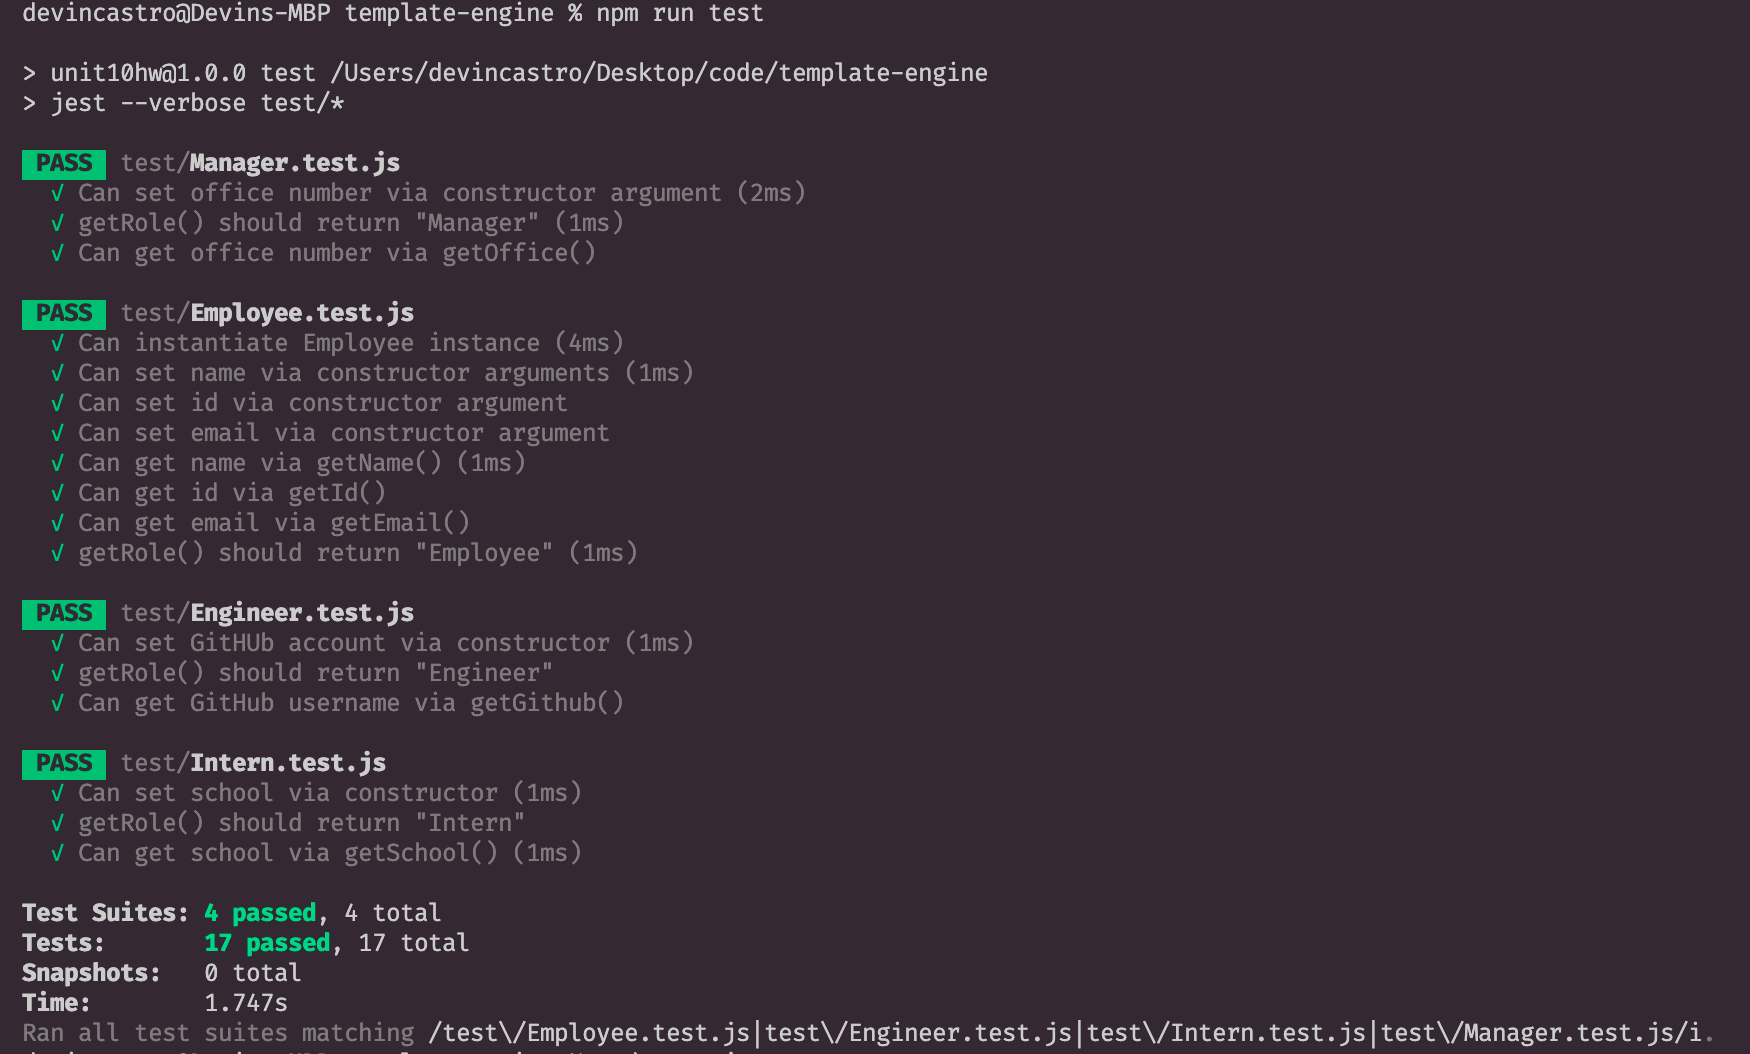 devincastro@Devins-MBP template-engine % npm run test
> unit10hw@1.0.0 test /Users/devincastro/Desktop/code/template-engine
> jest --verbose test/*
PASS test/Manager.test.js
√ Can set office number via constructor argument (2ms)
√ getRole() should return "Manager" (1ms)
√ Can get office number via getOffice()
PASS test/Employee.test.js
√ Can instantiate Employee instance (4ms)
√ Can set name via constructor arguments (1ms)
√ Can set id via constructor argument
√ Can set email via constructor argument
√ Can get name via getName() (1ms)
√ Can get id via getId()
√ Can get email via getEmail()
√ getRole() should return "Employee" (1ms)
PASS test/Engineer.test.js
√ Can set GitHUb account via constructor (1ms)
√ getRole() should return "Engineer"
√ Can get GitHub username via getGithub()
PASS test/Intern.test.js
√ Can set school via constructor (1ms)
√ getRole() should return "Intern"
√ Can get school via getSchool() (1ms)
Test Suites: 4 passed, 4 total
Tests: 17 passed, 17 total
Snapshots: 0 total
Time: 1.747s
Ran all test suites matching /test\/Employee.test.js|test\/Engineer.test.js|test\/Intern.test.js|test\/Manager.test.js/i.